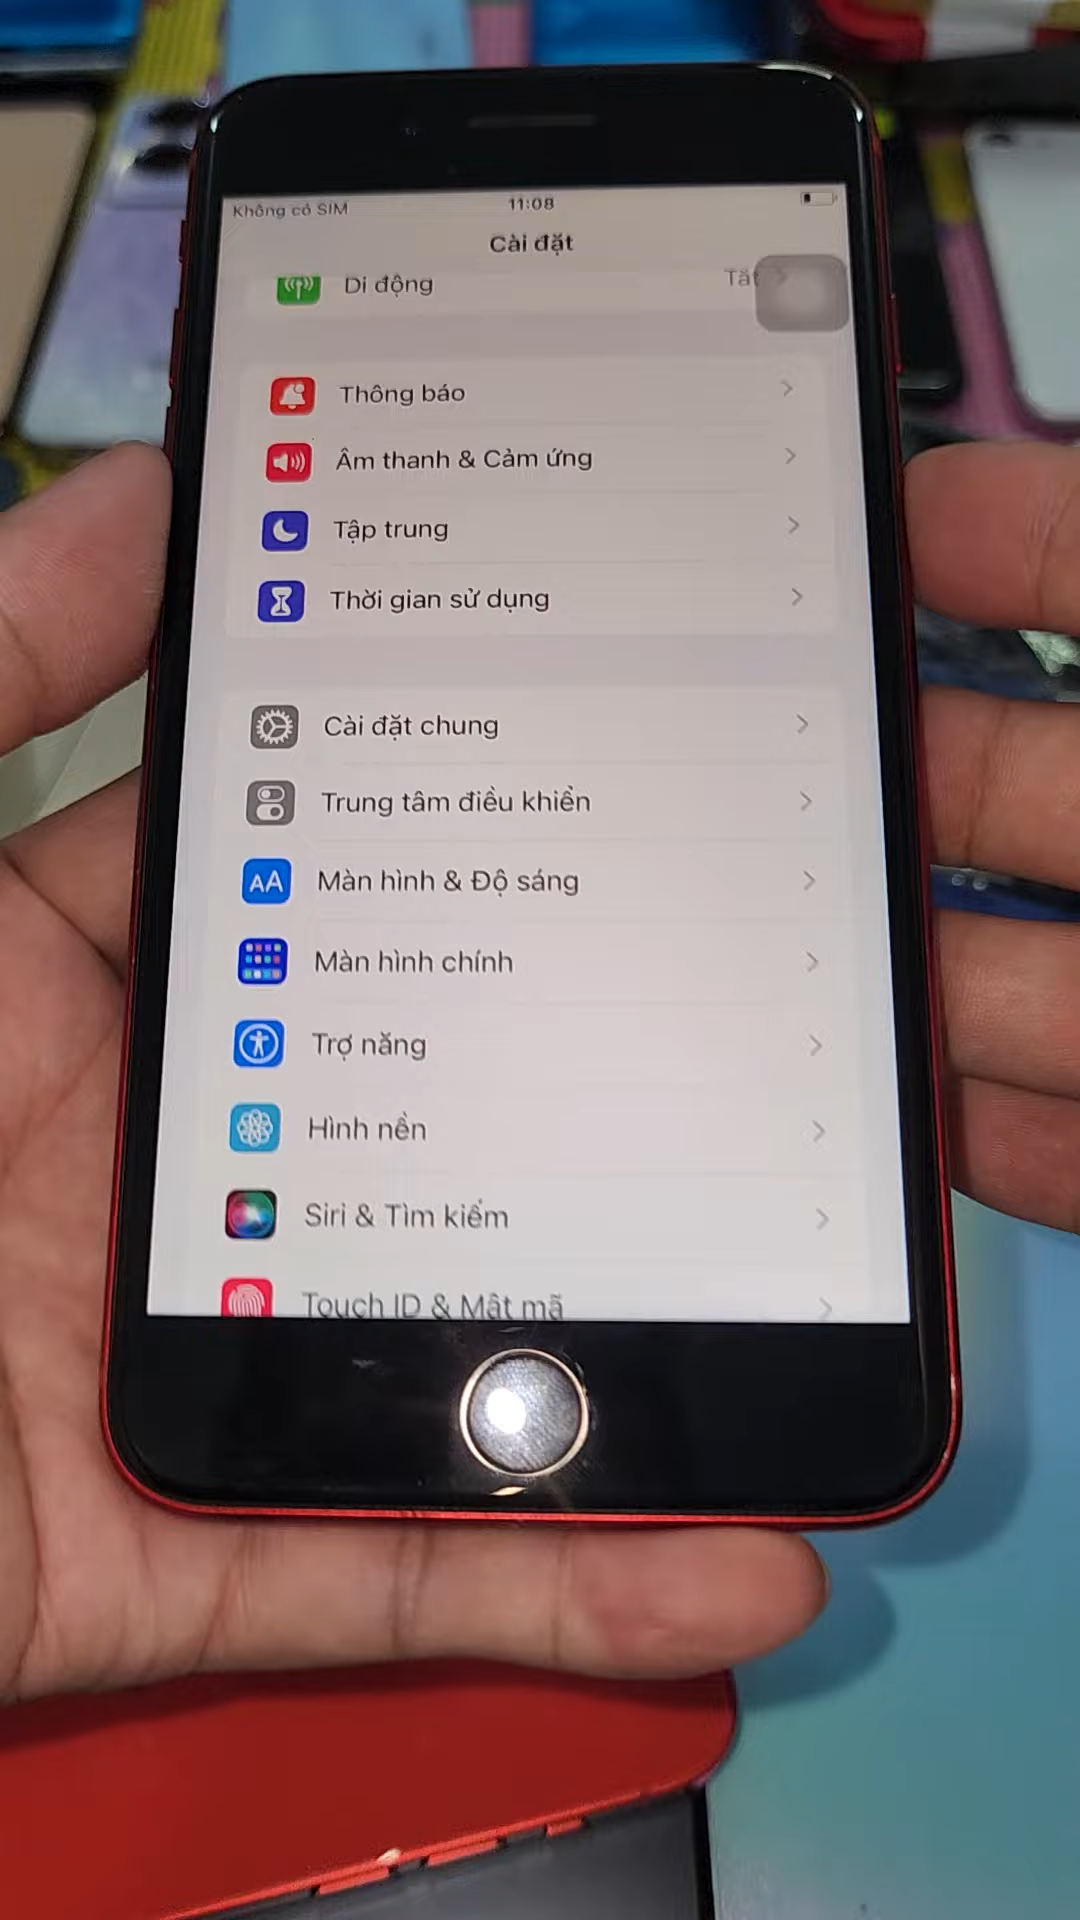 Không có SIM
11:08
Cài đặt
Di động
Tắt
Thông báo
Âm thanh & Cảm ứng
Tập trung
Thời gian sử dụng
Cài đặt chung
Trung tâm điều khiển
AA
Màn hình & Độ sáng
Màn hình chính
Trợ năng
Hình nền
Siri & Tìm kiếm
Touch ID & Mật mã